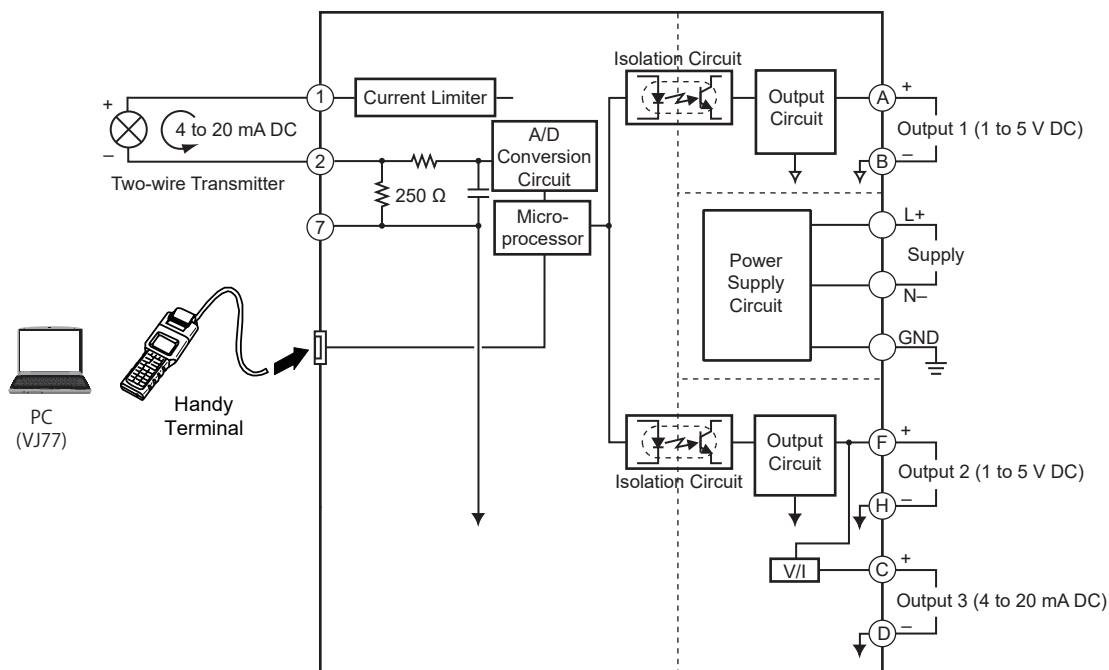 Isolation Circuit
1
Current Limiter
+
4 to 20 mA DC
–
Two-wire Transmitter
2
250 Ω
7
A/D
Conversion
Circuit
Micro-
processor
Output
Circuit
A
+
Output 1 (1 to 5 V DC)
B
–
Power
Supply
Circuit
L+
Supply
N–
GND
PC
(VJ77)
Handy
Terminal
Isolation Circuit
Output
Circuit
F
+
Output 2 (1 to 5 V DC)
H
–
V/I
C
+
Output 3 (4 to 20 mA DC)
D
–